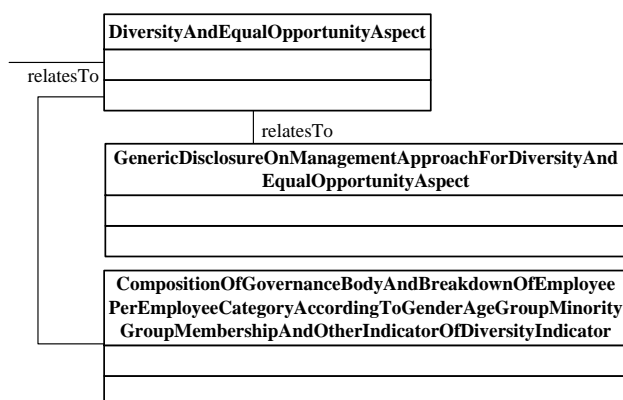 DiversityAndEqualOpportunityAspect
relatesTo
relatesTo
GenericDisclosureOnManagementApproachForDiversityAnd
EqualOpportunityAspect
CompositionOfGovernanceBodyAndBreakdownOfEmployee
PerEmployeeCategoryAccordingToGenderAgeGroupMinority
GroupMembershipAndOtherIndicatorOfDiversityIndicator